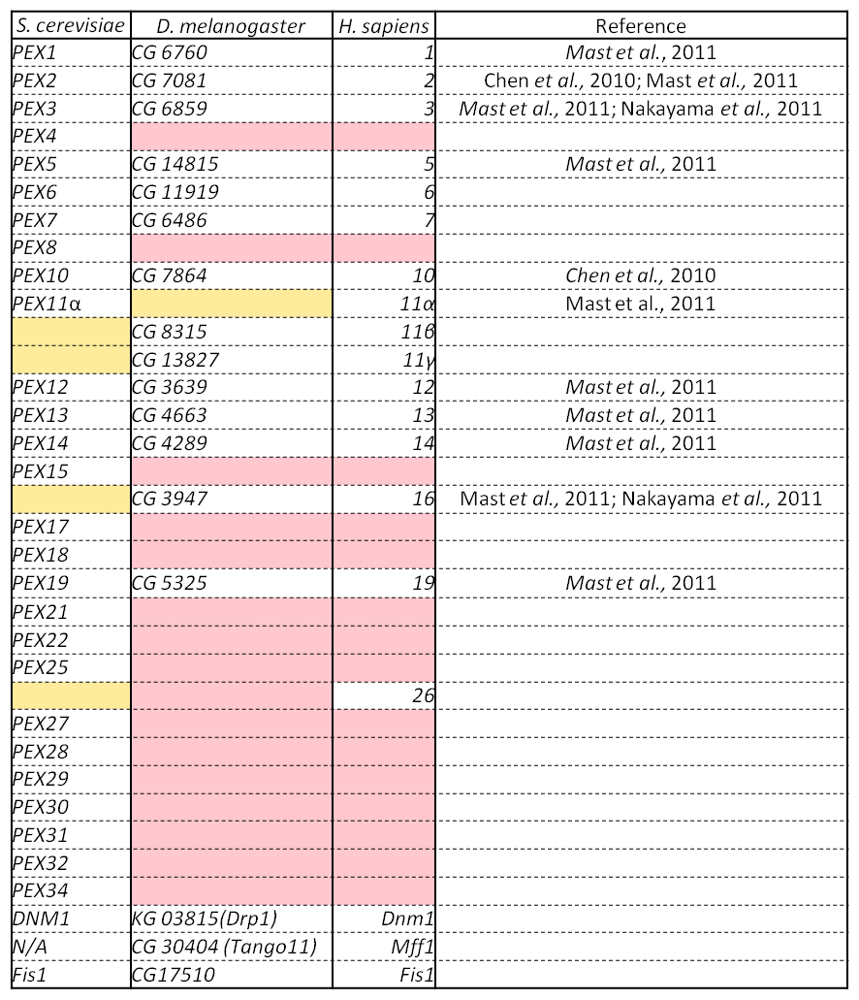 S. cerevisiae D. melanogaster H. sapiens Reference
PEX1 CG 6760 1 Mast et al., 2011
PEX2 CG 7081 2 Chen et al., 2010; Mast et al., 2011
PEX3 CG 6859 3 Mast et al., 2011; Nakayama et al., 2011
PEX4
PEX5 CG 14815 5 Mast et al., 2011
PEX6 CG 11919 6
PEX7 CG 6486 7
PEX8
PEX10 CG 7864 10 Chen et al., 2010
PEX11α 11α Mast et al., 2011
CG 8315 11β
CG 13827 11γ
PEX12 CG 3639 12 Mast et al., 2011
PEX13 CG 4663 13 Mast et al., 2011
PEX14 CG 4289 14 Mast et al., 2011
PEX15
CG 3947 16 Mast et al., 2011; Nakayama et al., 2011
PEX17
PEX18
PEX19 CG 5325 19 Mast et al., 2011
PEX21
PEX22
PEX25
26
PEX27
PEX28
PEX29
PEX30
PEX31
PEX32
PEX34
DNM1 KG 03815(Drp1) Dnm1
N/A CG 30404 (Tango11) Mff1
Fis1 CG17510 Fis1